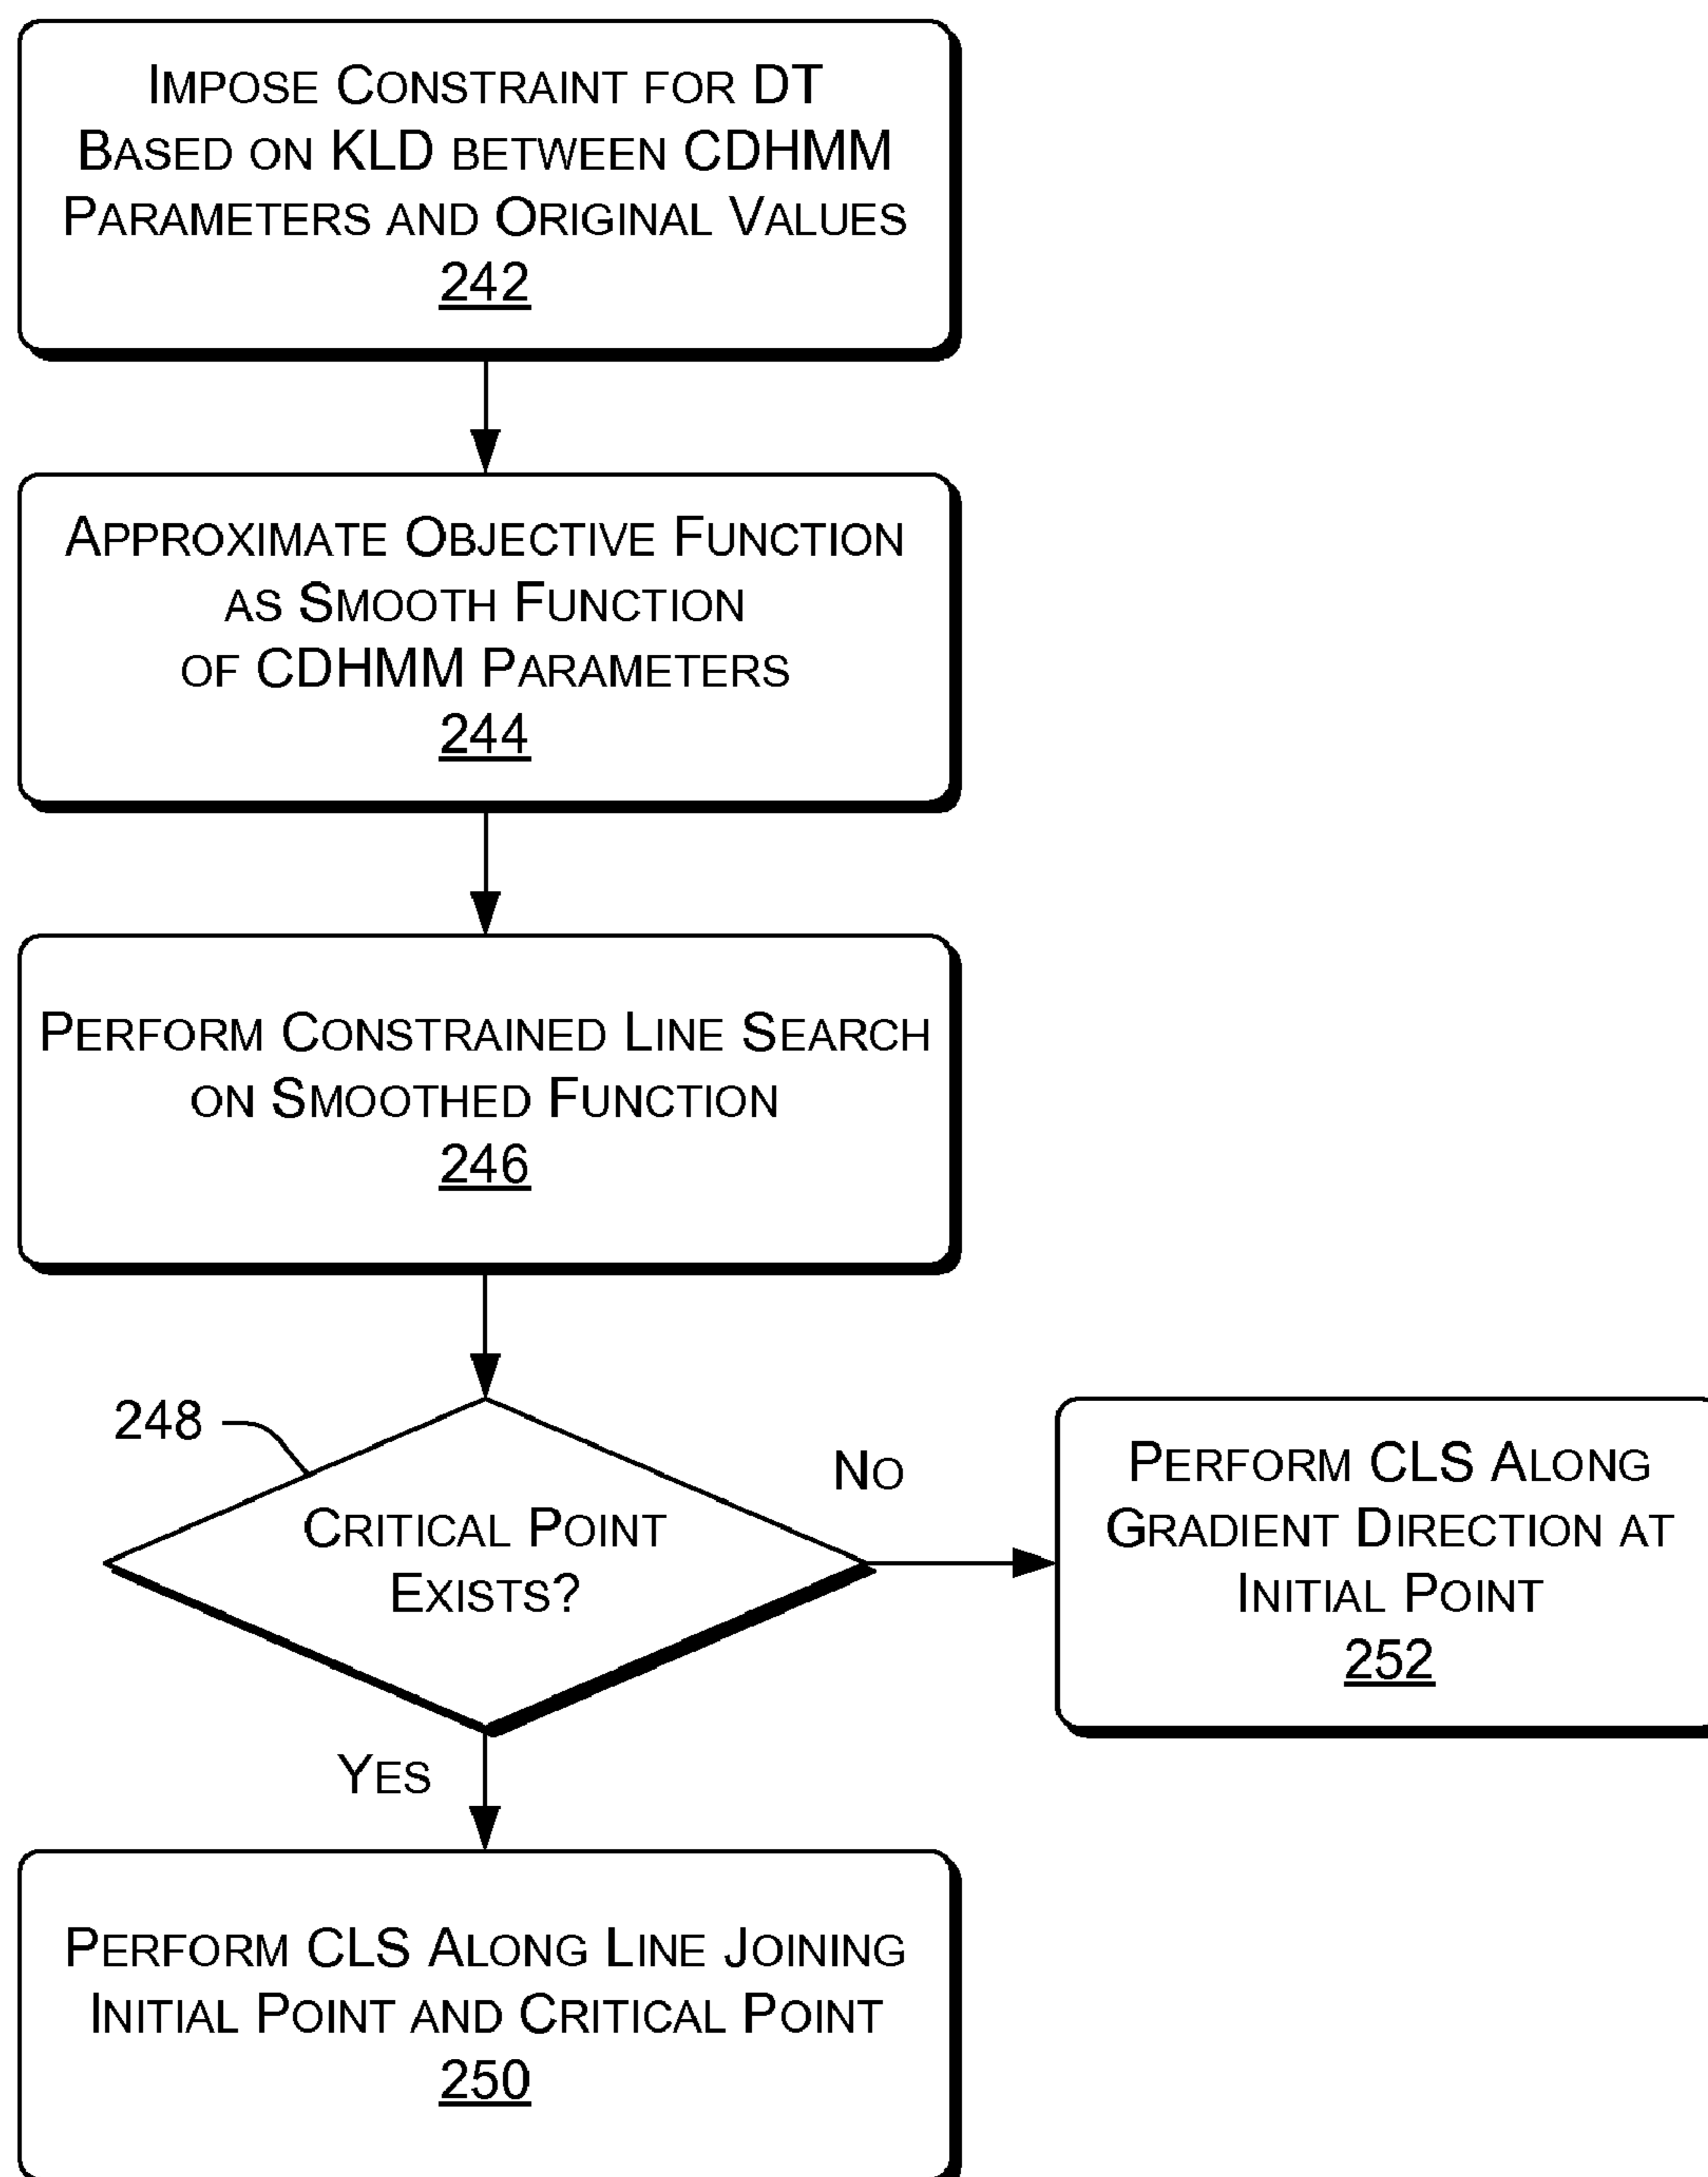 IMPOSE CONSTRAINT FOR DT
BASED ON KLD BETWEEN CDHMM
PARAMETERS AND ORIGINAL VALUES
242
APPROXIMATE OBJECTIVE FUNCTION
AS SMOOTH FUNCTION
OF CDHMM PARAMETERS
244
PERFORM CONSTRAINED LINE SEARCH
ON SMOOTHED FUNCTION
246
248
CRITICAL POINT
EXISTS?
NO
PERFORM CLS ALONG
GRADIENT DIRECTION AT
INITIAL POINT
252
YES
PERFORM CLS ALONG LINE JOINING
INITIAL POINT AND CRITICAL POINT
250